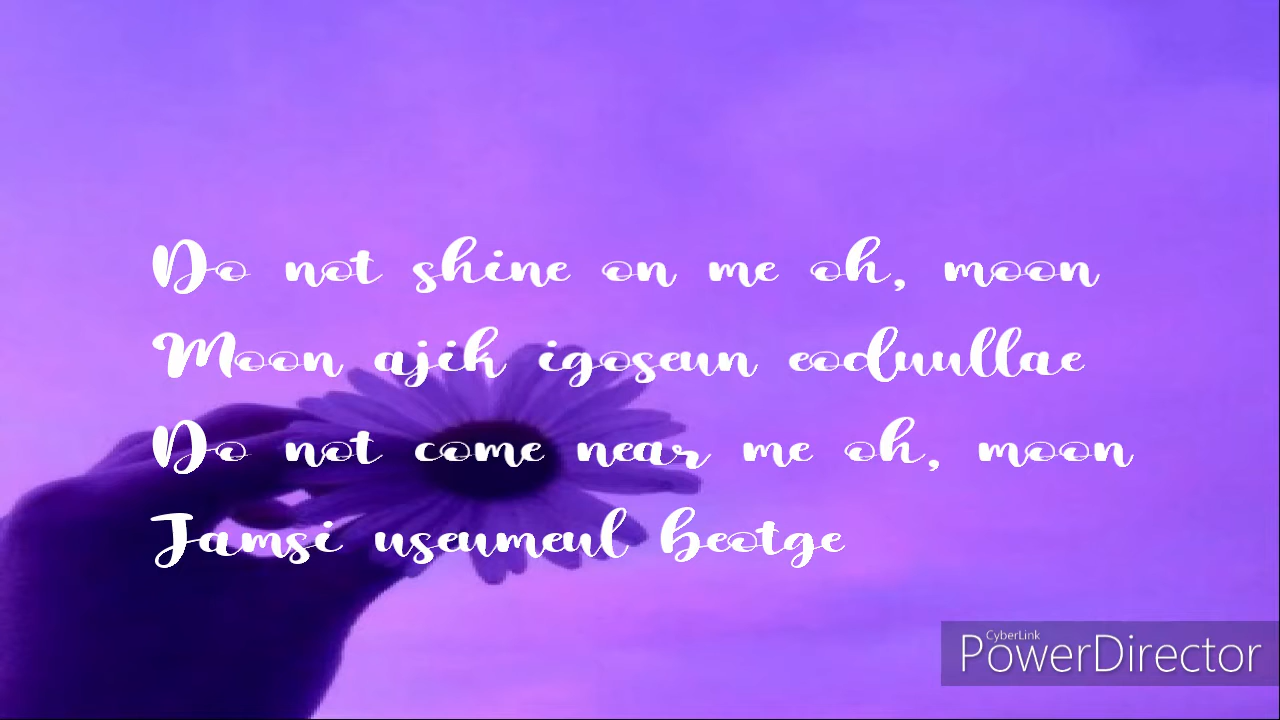 Do not shine on me oh, moon
Moon ajik igoseun eoduullae
Do not come near me oh, moon
Jamsi useumeul beotge
CyberLink
PowerDirector